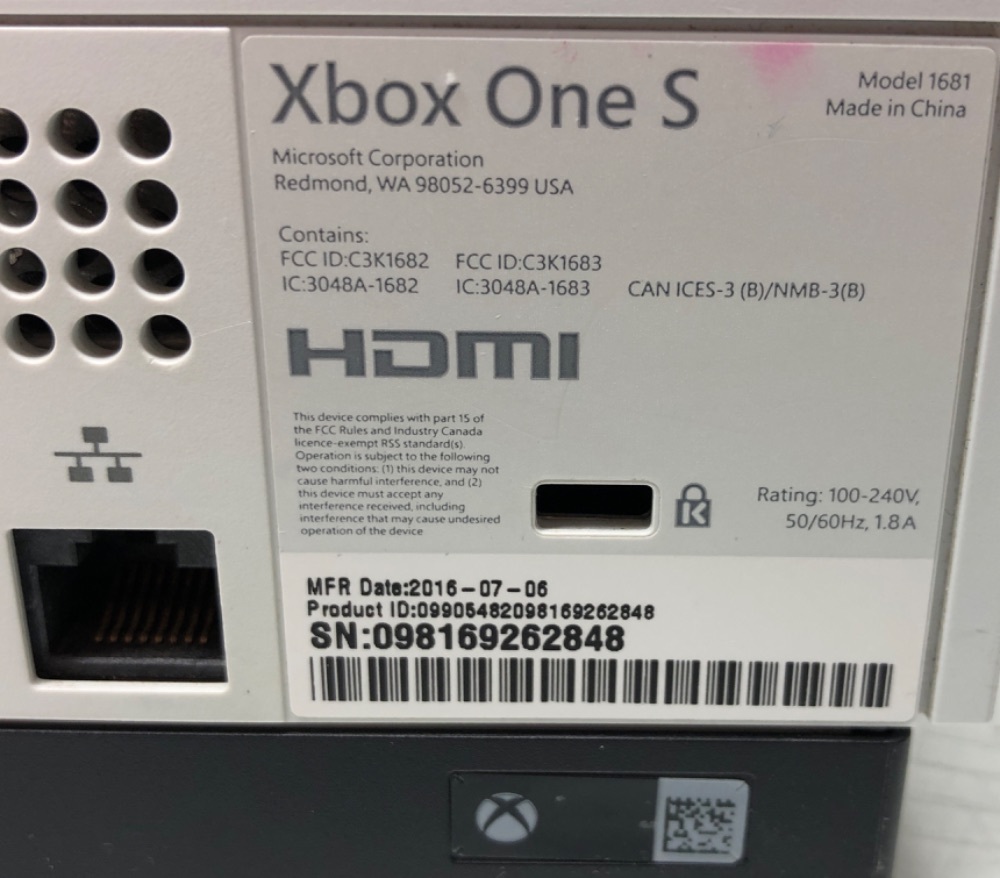 Xbox One S
Model 1681
Made in China
Microsoft Corporation
Redmond, WA 98052-6399 USA
Contains:
FCC ID:C3K1682 FCC ID:C3K1683
IC:3048A-1682 IC:3048A-1683 CAN ICES-3 (B)/NMB-3(B)
HDMI
This device complies with part 15 of
the FCC Rules and Industry Canada
licence-exempt RSS standard(s).
Operation is subject to the following
two conditions: (1) this device may not
cause harmful interference, and (2)
this device must accept any
interference received, including
interference that may cause undesired
operation of the device
K
Rating: 100-240V,
50/60Hz, 1.8 A
MFR Date:2016-07-06
Product ID:09905482098169262848
SN:098169262848